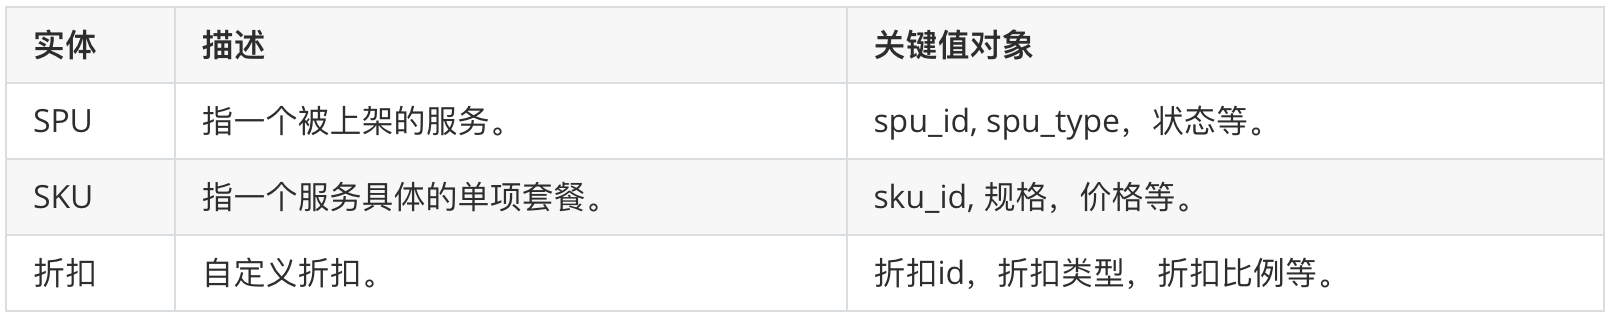 实体 描述 关键值对象
SPU 指一个被上架的服务。 spu_id, spu_type，状态等。
SKU 指一个服务具体的单项套餐。 sku_id, 规格，价格等。
折扣 自定义折扣。 折扣id，折扣类型，折扣比例等。